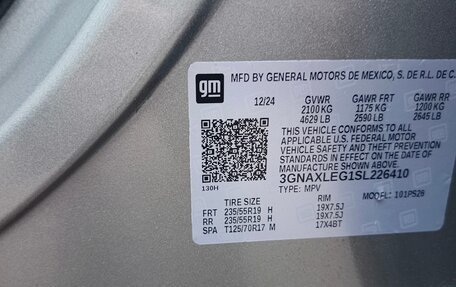 gm
MFD BY GENERAL MOTORS DE MEXICO, S. DE R.L. DE C.
12/24 GVWR GAWR FRT GAWR RR
2100 KG 1175 KG 1200 KG
4629 LB 2590 LB 2645 LB
THIS VEHICLE CONFORMS TO ALL
APPLICABLE U.S. FEDERAL MOTOR
VEHICLE SAFETY AND THEFT PREVENTION
STANDARDS IN EFFECT ON THE DATE OF
MANUFACTURE SHOWN ABOVE.
3GNAXLEG1SL226410
130H TYPE: MPV MODEL: 101PS26
TIRE SIZE RIM
FRT 235/55R19 H 19X7.5J
RR 235/55R19 H 19X7.5J
SPA T125/70R17 M 17X4BT